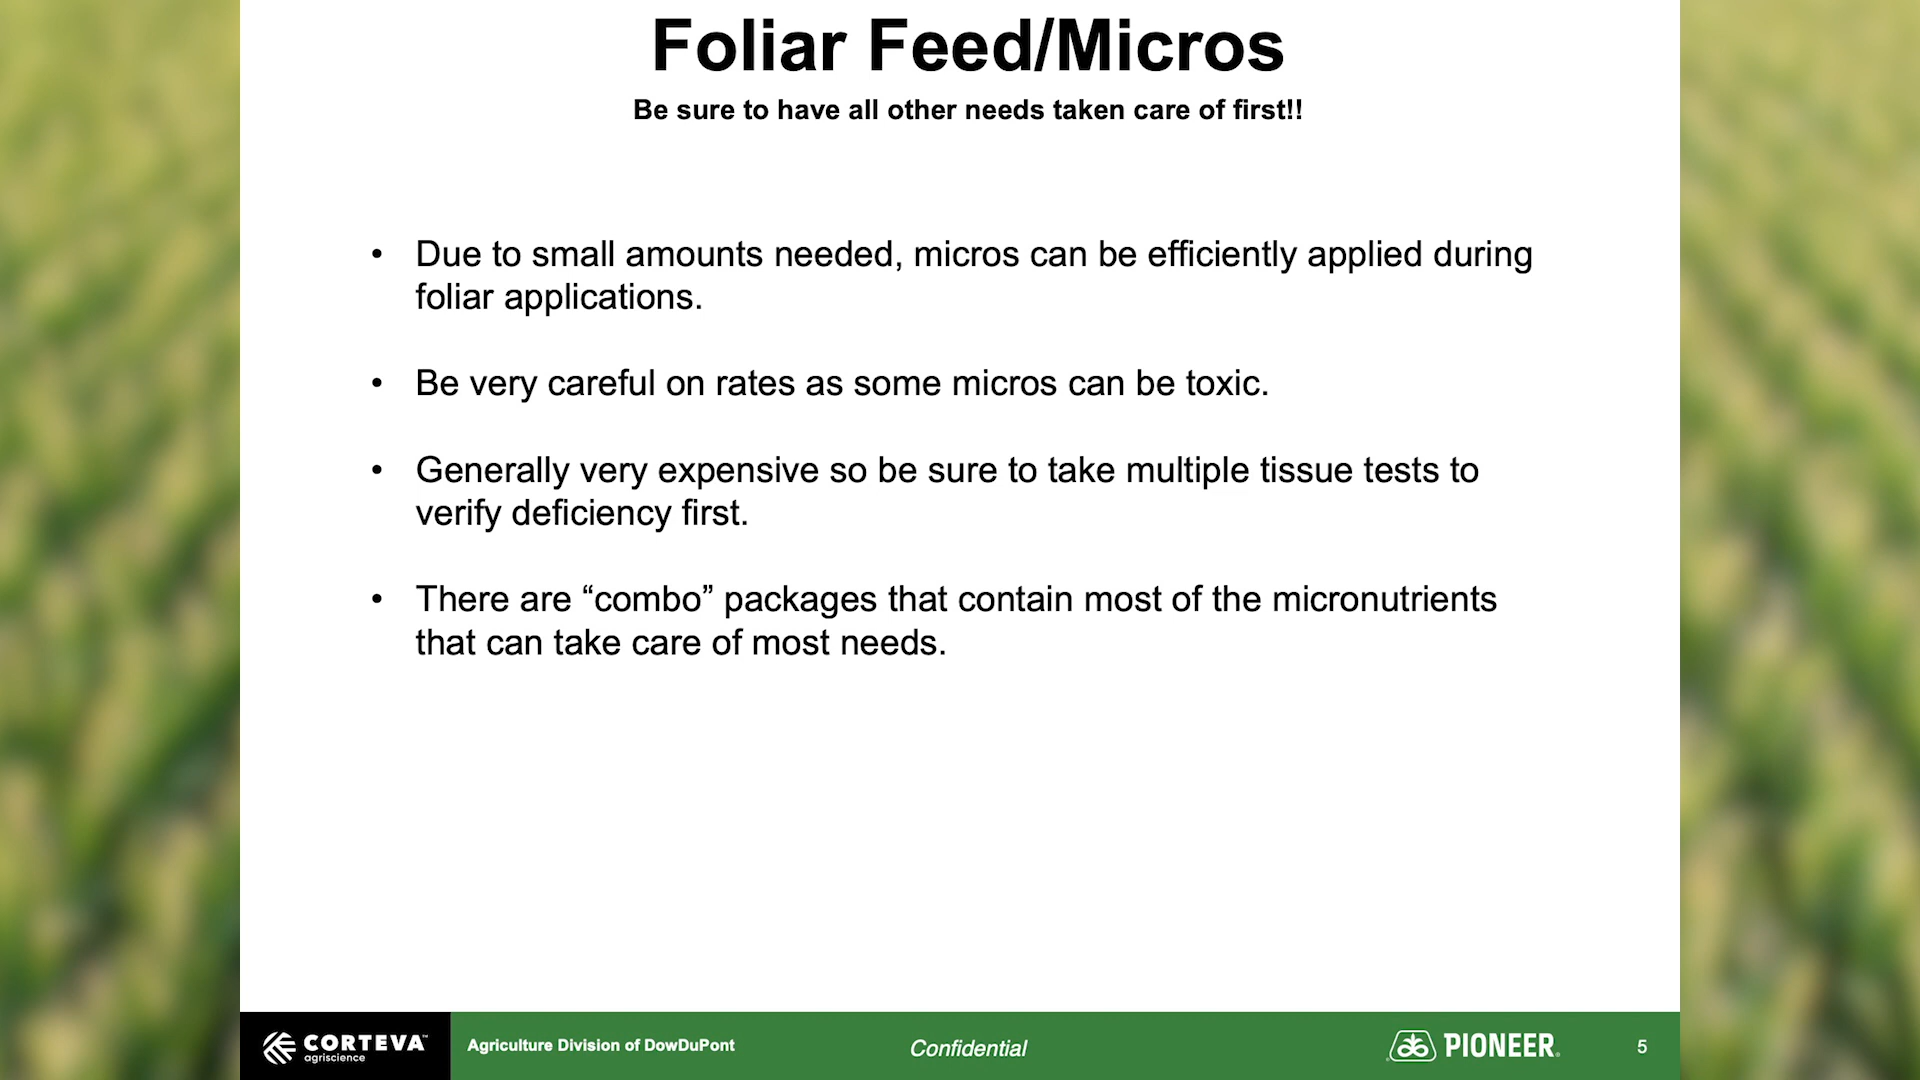 Foliar Feed/Micros
Be sure to have all other needs taken care of first!!
• Due to small amounts needed, micros can be efficiently applied during
foliar applications.
• Be very careful on rates as some micros can be toxic.
• Generally very expensive so be sure to take multiple tissue tests to
verify deficiency first.
• There are “combo” packages that contain most of the micronutrients
that can take care of most needs.
CORTEVA™
agriscience
Agriculture Division of DowDuPont
Confidential
PIONEER®
5